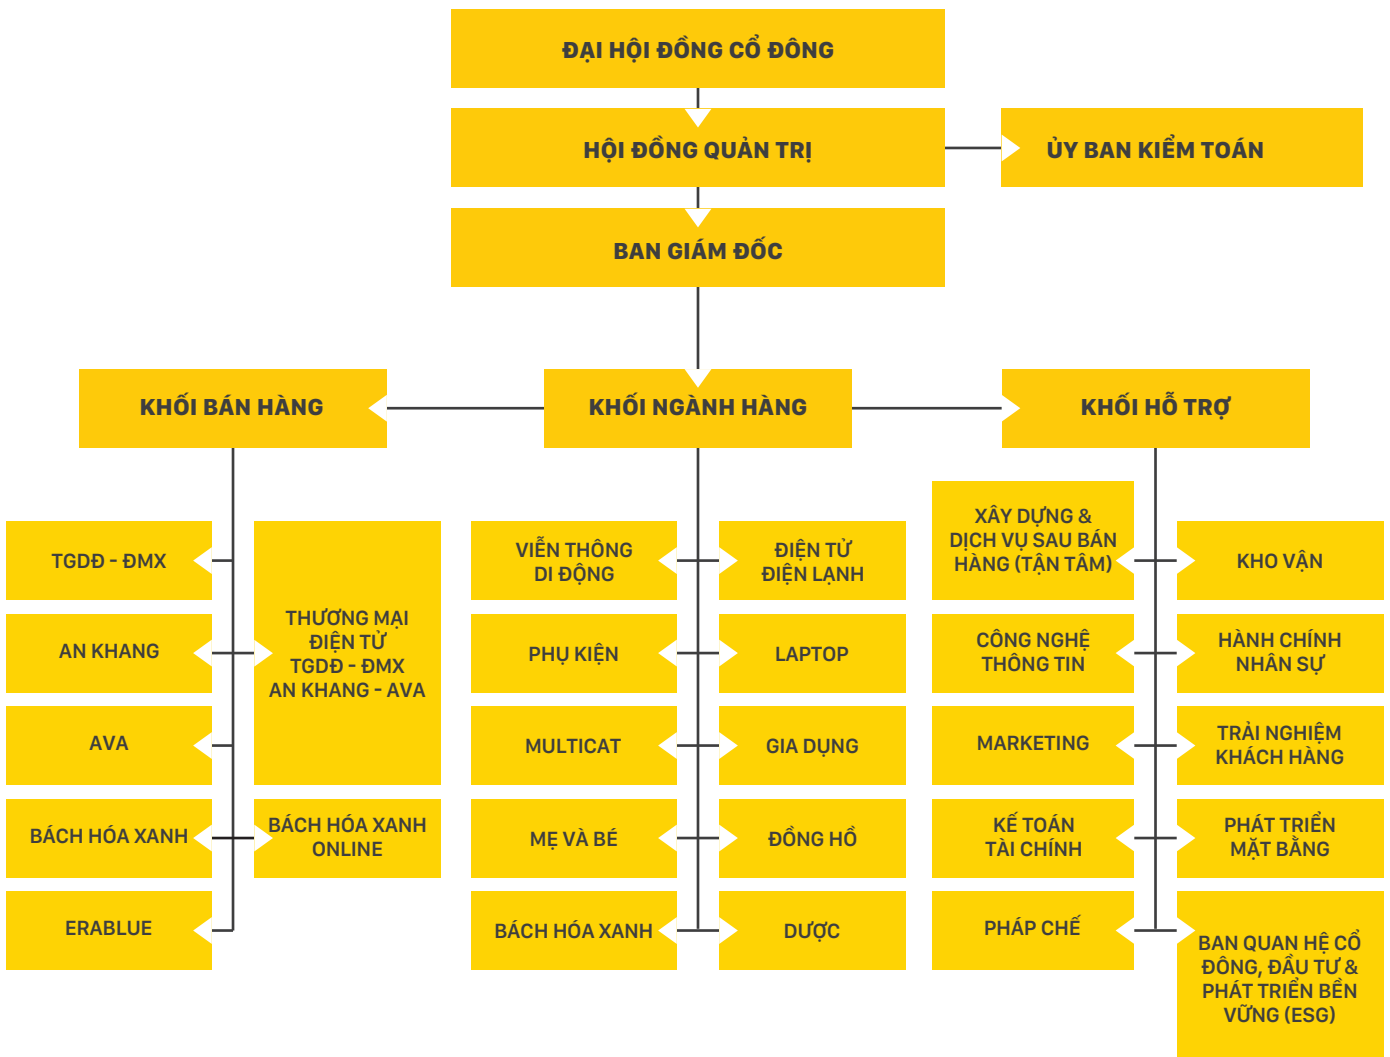 ĐẠI HỘI ĐỒNG CỔ ĐÔNG
HỘI ĐỒNG QUẢN TRỊ
ỦY BAN KIỂM TOÁN
BAN GIÁM ĐỐC
KHỐI BÁN HÀNG
KHỐI NGÀNH HÀNG
KHỐI HỖ TRỢ
TGDĐ - ĐMX
AN KHANG
AVA
BÁCH HÓA XANH
ERABLUE
THƯƠNG MẠI
ĐIỆN TỬ
TGDĐ - ĐMX
AN KHANG - AVA
BÁCH HÓA XANH
ONLINE
VIỄN THÔNG
DI ĐỘNG
PHỤ KIỆN
MULTICAT
MẸ VÀ BÉ
BÁCH HÓA XANH
ĐIỆN TỬ
ĐIỆN LẠNH
LAPTOP
GIA DỤNG
ĐỒNG HỒ
DƯỢC
XÂY DỰNG &
DỊCH VỤ SAU BÁN
HÀNG (TẬN TÂM)
CÔNG NGHỆ
THÔNG TIN
MARKETING
KẾ TOÁN
TÀI CHÍNH
PHÁP CHẾ
KHO VẬN
HÀNH CHÍNH
NHÂN SỰ
TRẢI NGHIỆM
KHÁCH HÀNG
PHÁT TRIỂN
MẶT BẰNG
BAN QUAN HỆ CỔ
ĐÔNG, ĐẦU TƯ &
PHÁT TRIỂN BỀN
VỮNG (ESG)